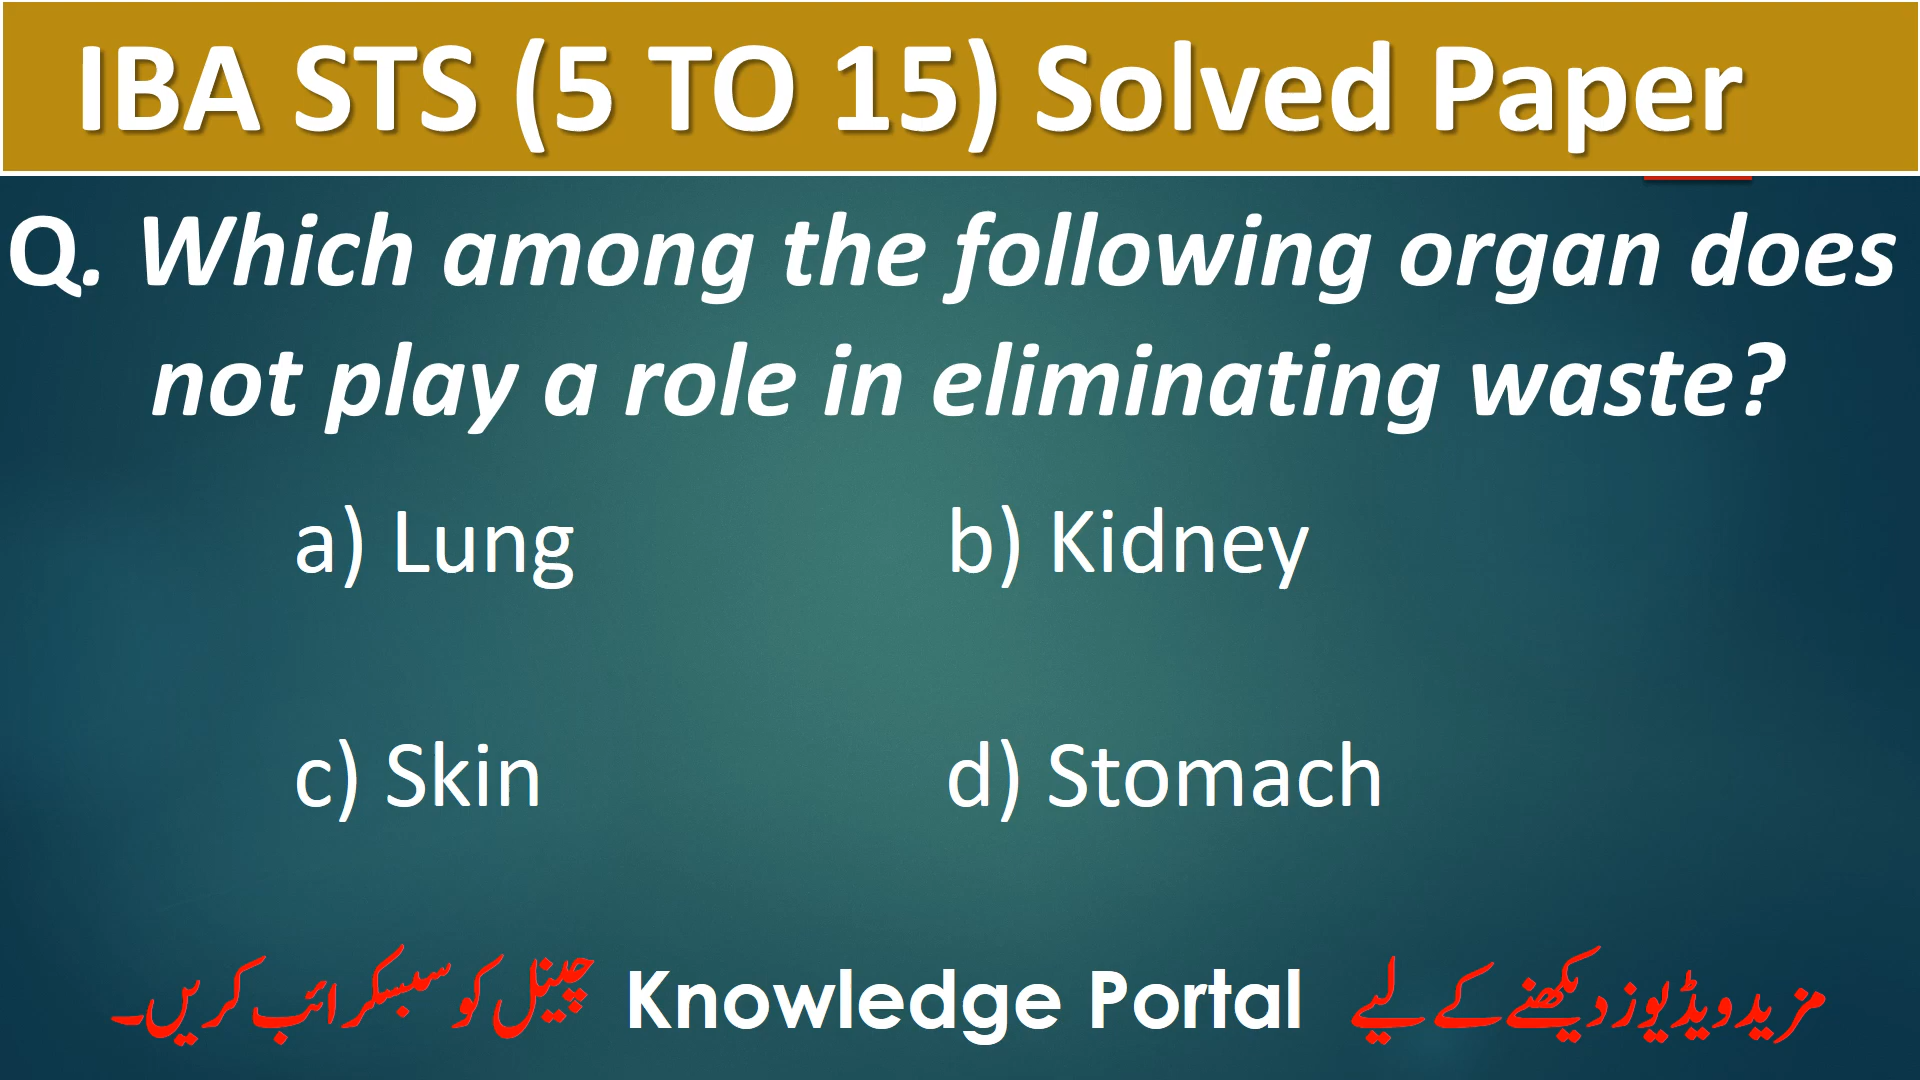 IBA STS (5 TO 15) Solved Paper
Q. Which among the following organ does
not play a role in eliminating waste?
a) Lung b) Kidney
c) Skin d) Stomach
مزید ویڈیوز دیکھنے کے لیے Knowledge Portal چینل کو سبسکرائب کریں۔